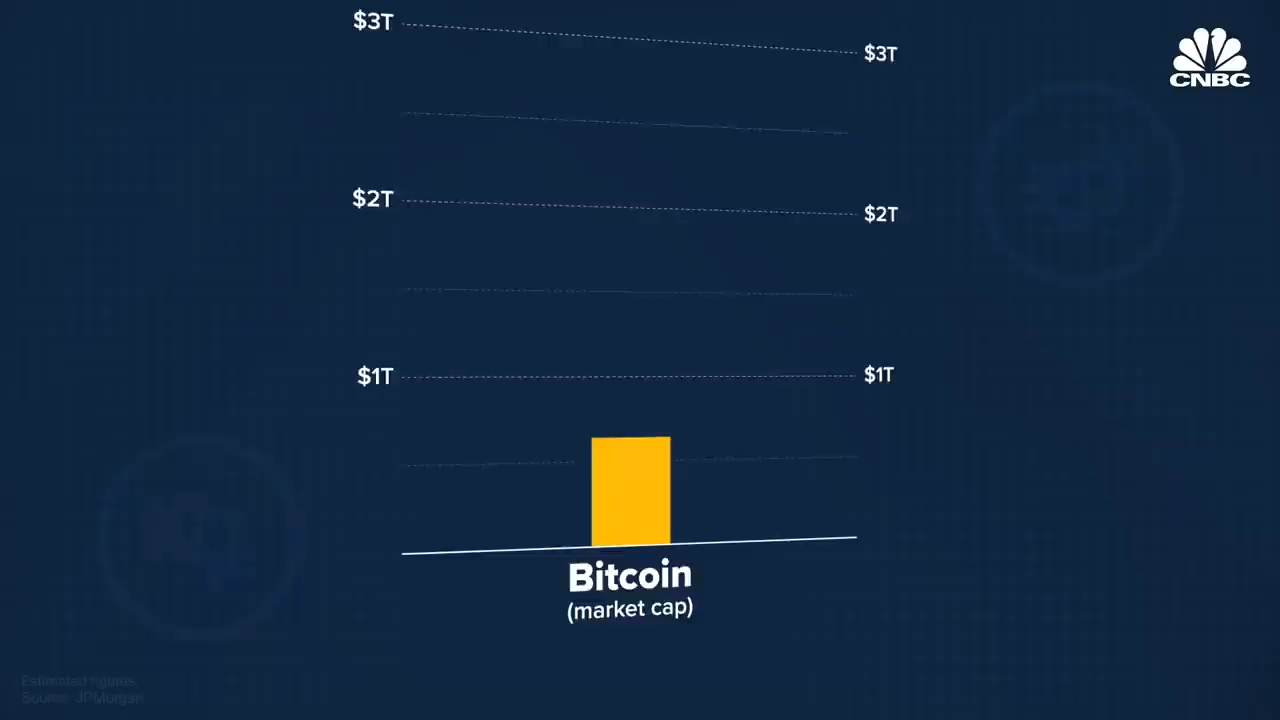 $3T
$3T
CNBC
$2T
$2T
$1T
$1T
Bitcoin
(market cap)
Estimated figures.
Source: JPMorgan